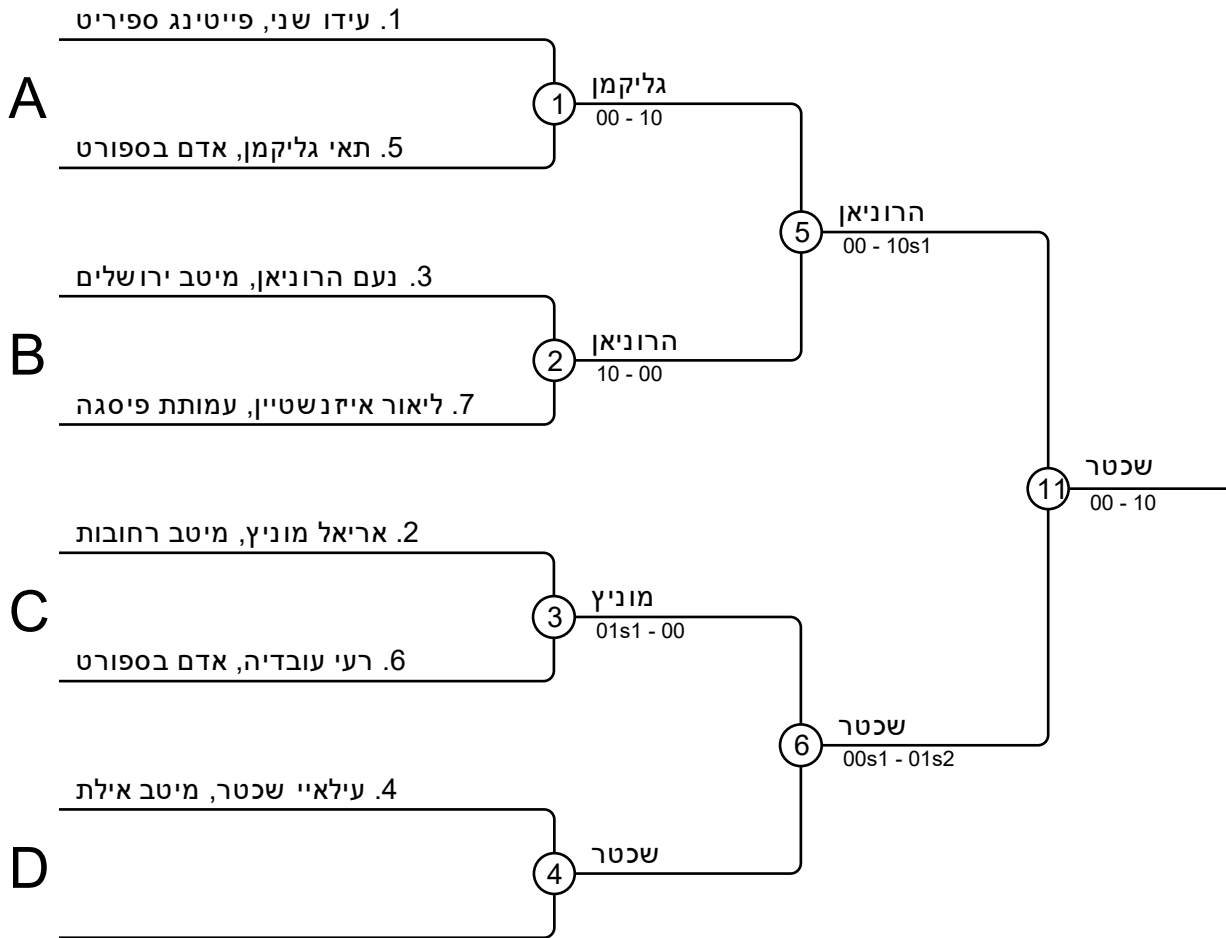 1. עידו שני, פייטינג ספיריט
A
1
גליקמן
00 - 10
5. תאי גליקמן, אדם בספורט
5
הרוניאן
00 - 10s1
3. נעם הרוניאן, מיטב ירושלים
B
2
הרוניאן
10 - 00
7. ליאור אייזנשטיין, עמותת פיסגה
11
שכטר
00 - 10
2. אריאל מוניץ, מיטב רחובות
C
3
מוניץ
01s1 - 00
6. רעי עובדיה, אדם בספורט
6
שכטר
00s1 - 01s2
4. עילאיי שכטר, מיטב אילת
D
4
שכטר